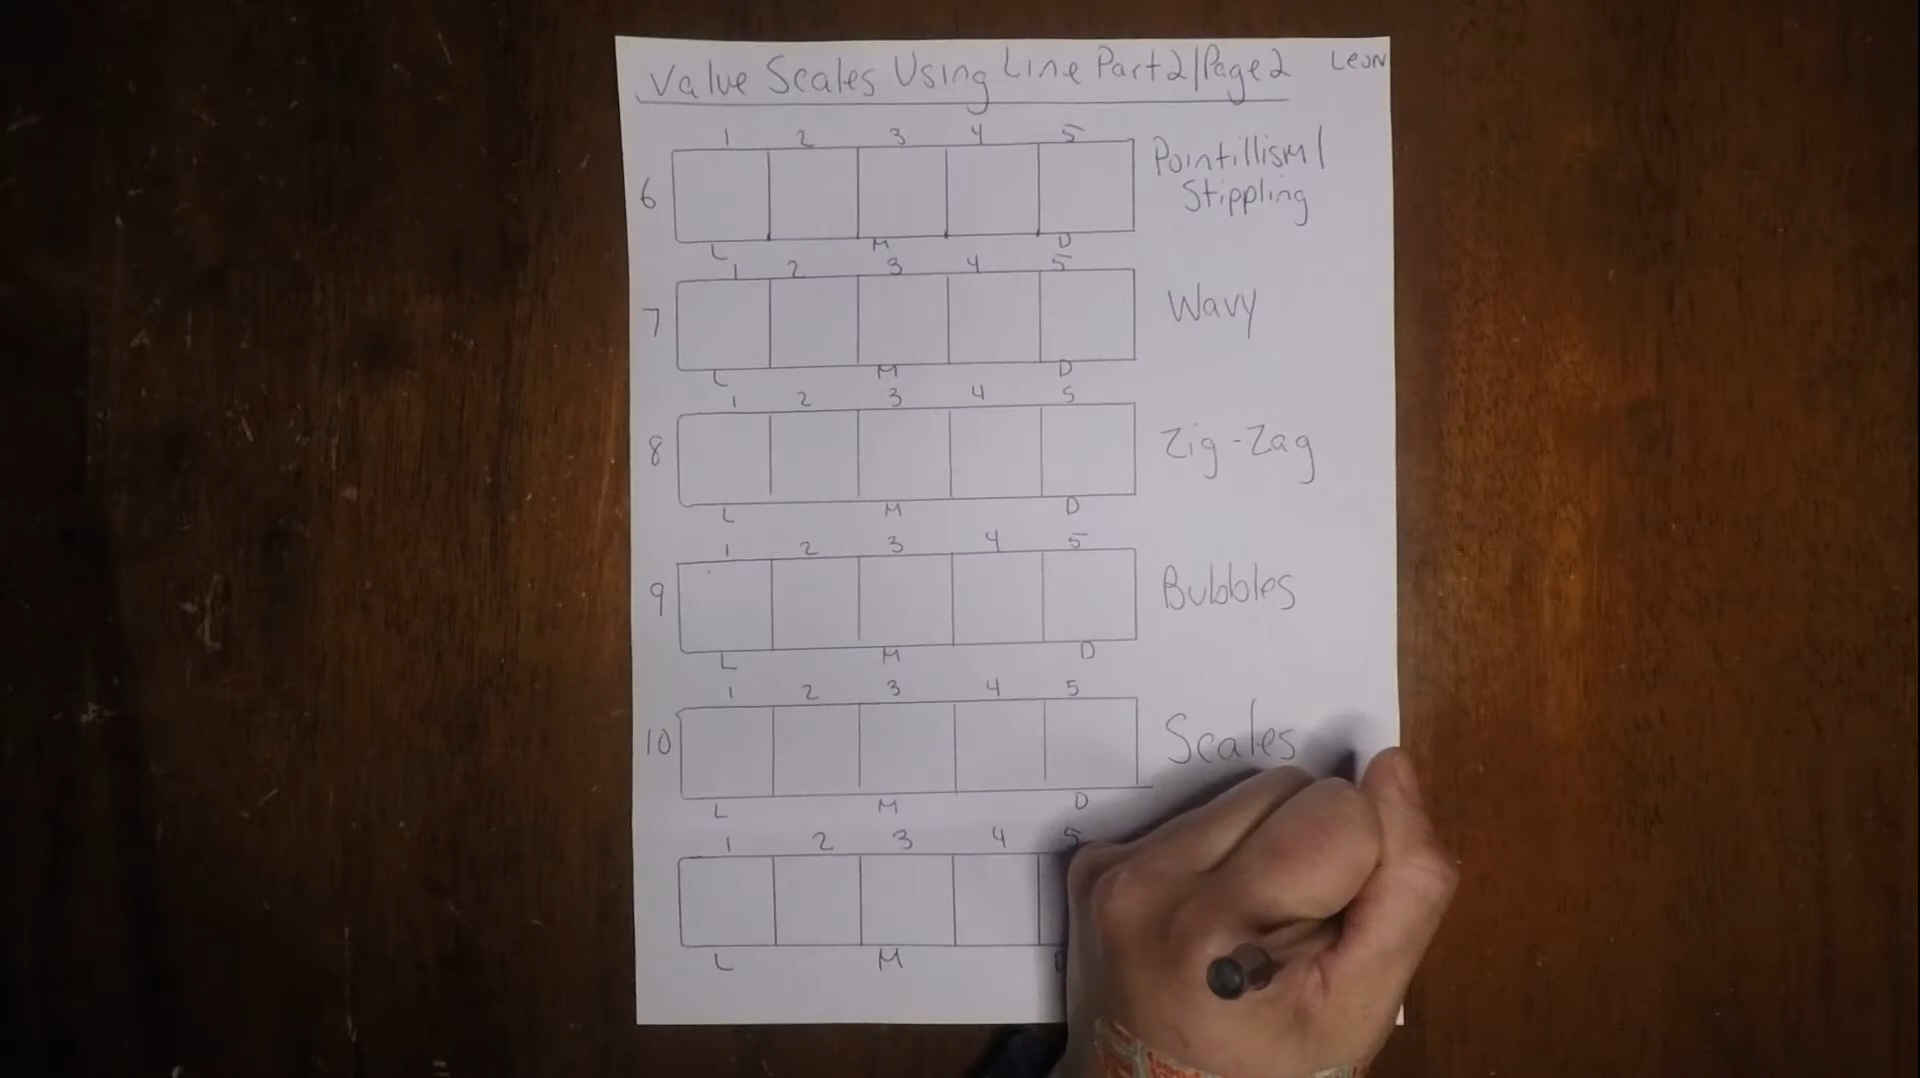 Value Scales Using Line Part 2/Page 2 Leon
1 2 3 4 5
6 Pointillism/
Stippling
L M D
1 2 3 4 5
7 Wavy
L M D
1 2 3 4 5
8 Zig-Zag
L M D
1 2 3 4 5
9 Bubbles
L M D
1 2 3 4 5
10 Scales
L M D
1 2 3 4 5
L M D